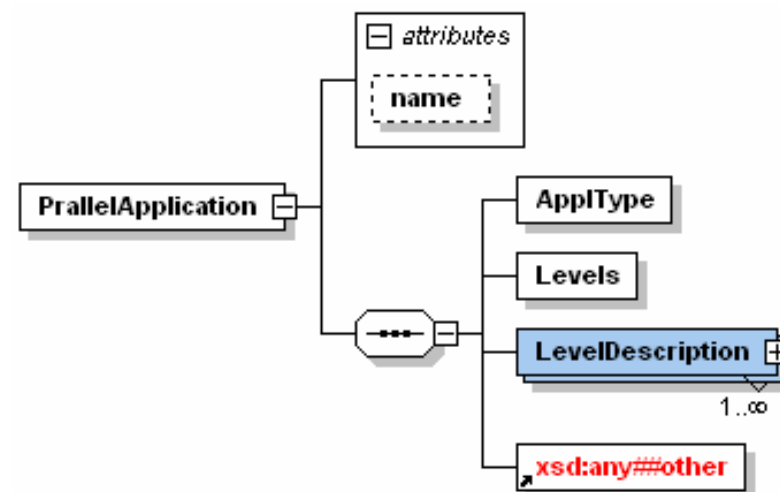 attributes
name
PrallelApplication
ApplType
Levels
LevelDescription
1..∞
xsd:any##other